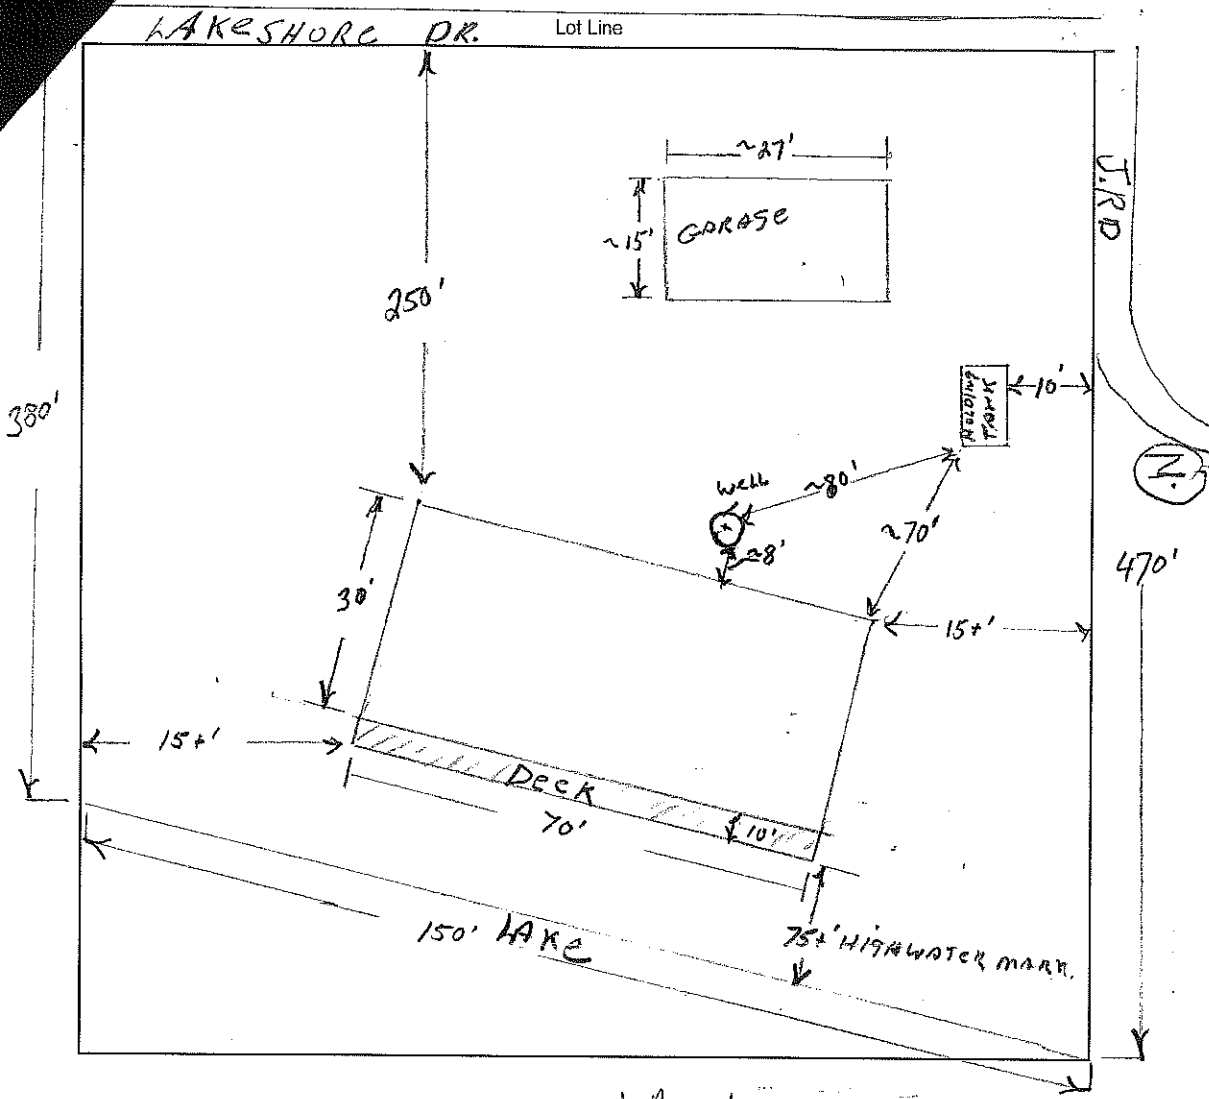 LAKESHORE DR.
Lot Line
~27'
~15'
GARAGE
J.RD
250'
380'
HOLDING
TANK
10'
N.
well
~80'
~8'
~70'
470'
30'
15+'
15+'
Deck
70'
10'
150' LAKe
75+' HIGHWATER MARK.